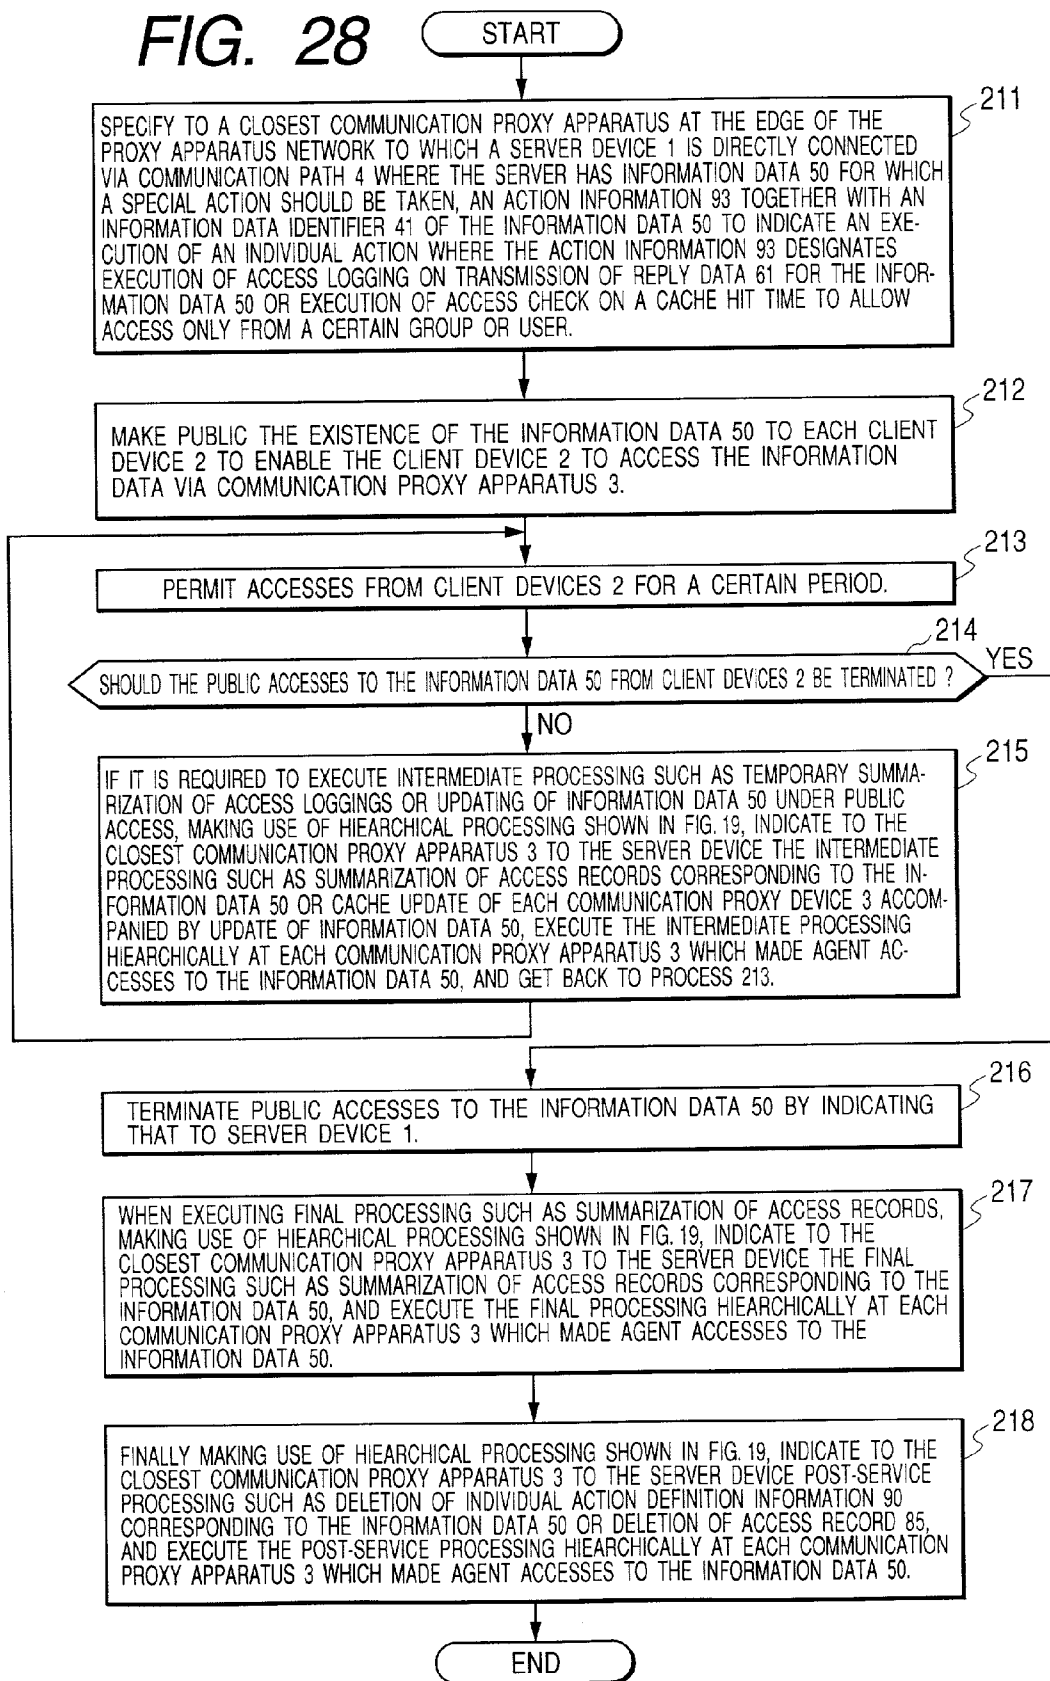 FIG. 28
START
211
SPECIFY TO A CLOSEST COMMUNICATION PROXY APPARATUS AT THE EDGE OF THE
PROXY APPARATUS NETWORK TO WHICH A SERVER DEVICE 1 IS DIRECTLY CONNECTED
VIA COMMUNICATION PATH 4 WHERE THE SERVER HAS INFORMATION DATA 50 FOR WHICH
A SPECIAL ACTION SHOULD BE TAKEN, AN ACTION INFORMATION 93 TOGETHER WITH AN
INFORMATION DATA IDENTIFIER 41 OF THE INFORMATION DATA 50 TO INDICATE AN EXE-
CUTION OF AN INDIVIDUAL ACTION WHERE THE ACTION INFORMATION 93 DESIGNATES
EXECUTION OF ACCESS LOGGING ON TRANSMISSION OF REPLY DATA 61 FOR THE INFOR-
MATION DATA 50 OR EXECUTION OF ACCESS CHECK ON A CACHE HIT TIME TO ALLOW
ACCESS ONLY FROM A CERTAIN GROUP OR USER.
212
MAKE PUBLIC THE EXISTENCE OF THE INFORMATION DATA 50 TO EACH CLIENT
DEVICE 2 TO ENABLE THE CLIENT DEVICE 2 TO ACCESS THE INFORMATION
DATA VIA COMMUNICATION PROXY APPARATUS 3.
213
PERMIT ACCESSES FROM CLIENT DEVICES 2 FOR A CERTAIN PERIOD.
214
SHOULD THE PUBLIC ACCESSES TO THE INFORMATION DATA 50 FROM CLIENT DEVICES 2 BE TERMINATED ?
YES
NO
215
IF IT IS REQUIRED TO EXECUTE INTERMEDIATE PROCESSING SUCH AS TEMPORARY SUMMA-
RIZATION OF ACCESS LOGGINGS OR UPDATING OF INFORMATION DATA 50 UNDER PUBLIC
ACCESS, MAKING USE OF HIEARCHICAL PROCESSING SHOWN IN FIG. 19, INDICATE TO THE
CLOSEST COMMUNICATION PROXY APPARATUS 3 TO THE SERVER DEVICE THE INTERMEDIATE
PROCESSING SUCH AS SUMMARIZATION OF ACCESS RECORDS CORRESPONDING TO THE IN-
FORMATION DATA 50 OR CACHE UPDATE OF EACH COMMUNICATION PROXY DEVICE 3 ACCOM-
PANIED BY UPDATE OF INFORMATION DATA 50, EXECUTE THE INTERMEDIATE PROCESSING
HIEARCHICALLY AT EACH COMMUNICATION PROXY APPARATUS 3 WHICH MADE AGENT AC-
CESSES TO THE INFORMATION DATA 50, AND GET BACK TO PROCESS 213.
216
TERMINATE PUBLIC ACCESSES TO THE INFORMATION DATA 50 BY INDICATING
THAT TO SERVER DEVICE 1.
217
WHEN EXECUTING FINAL PROCESSING SUCH AS SUMMARIZATION OF ACCESS RECORDS,
MAKING USE OF HIEARCHICAL PROCESSING SHOWN IN FIG. 19, INDICATE TO THE
CLOSEST COMMUNICATION PROXY APPARATUS 3 TO THE SERVER DEVICE THE FINAL
PROCESSING SUCH AS SUMMARIZATION OF ACCESS RECORDS CORRESPONDING TO THE
INFORMATION DATA 50, AND EXECUTE THE FINAL PROCESSING HIEARCHICALLY AT EACH
COMMUNICATION PROXY APPARATUS 3 WHICH MADE AGENT ACCESSES TO THE
INFORMATION DATA 50.
218
FINALLY MAKING USE OF HIEARCHICAL PROCESSING SHOWN IN FIG. 19, INDICATE TO THE
CLOSEST COMMUNICATION PROXY APPARATUS 3 TO THE SERVER DEVICE POST-SERVICE
PROCESSING SUCH AS DELETION OF INDIVIDUAL ACTION DEFINITION INFORMATION 90
CORRESPONDING TO THE INFORMATION DATA 50 OR DELETION OF ACCESS RECORD 85,
AND EXECUTE THE POST-SERVICE PROCESSING HIEARCHICALLY AT EACH COMMUNICATION
PROXY APPARATUS 3 WHICH MADE AGENT ACCESSES TO THE INFORMATION DATA 50.
END